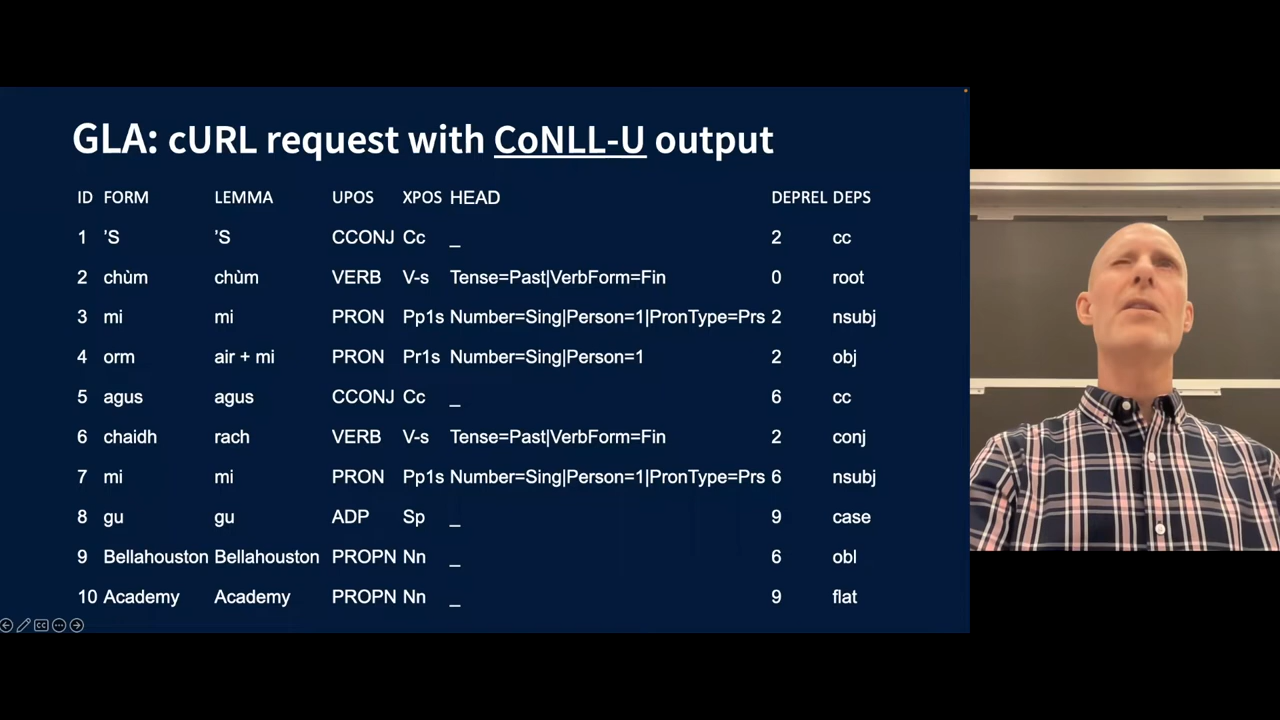 GLA: cURL request with CoNLL-U output
ID FORM LEMMA UPOS XPOS HEAD DEPREL DEPS
1 ’S ’S CCONJ Cc _ 2 cc
2 chùm chùm VERB V-s Tense=Past|VerbForm=Fin 0 root
3 mi mi PRON Pp1s Number=Sing|Person=1|PronType=Prs 2 nsubj
4 orm air + mi PRON Pr1s Number=Sing|Person=1 2 obj
5 agus agus CCONJ Cc _ 6 cc
6 chaidh rach VERB V-s Tense=Past|VerbForm=Fin 2 conj
7 mi mi PRON Pp1s Number=Sing|Person=1|PronType=Prs 6 nsubj
8 gu gu ADP Sp _ 9 case
9 Bellahouston Bellahouston PROPN Nn _ 6 obl
10 Academy Academy PROPN Nn _ 9 flat